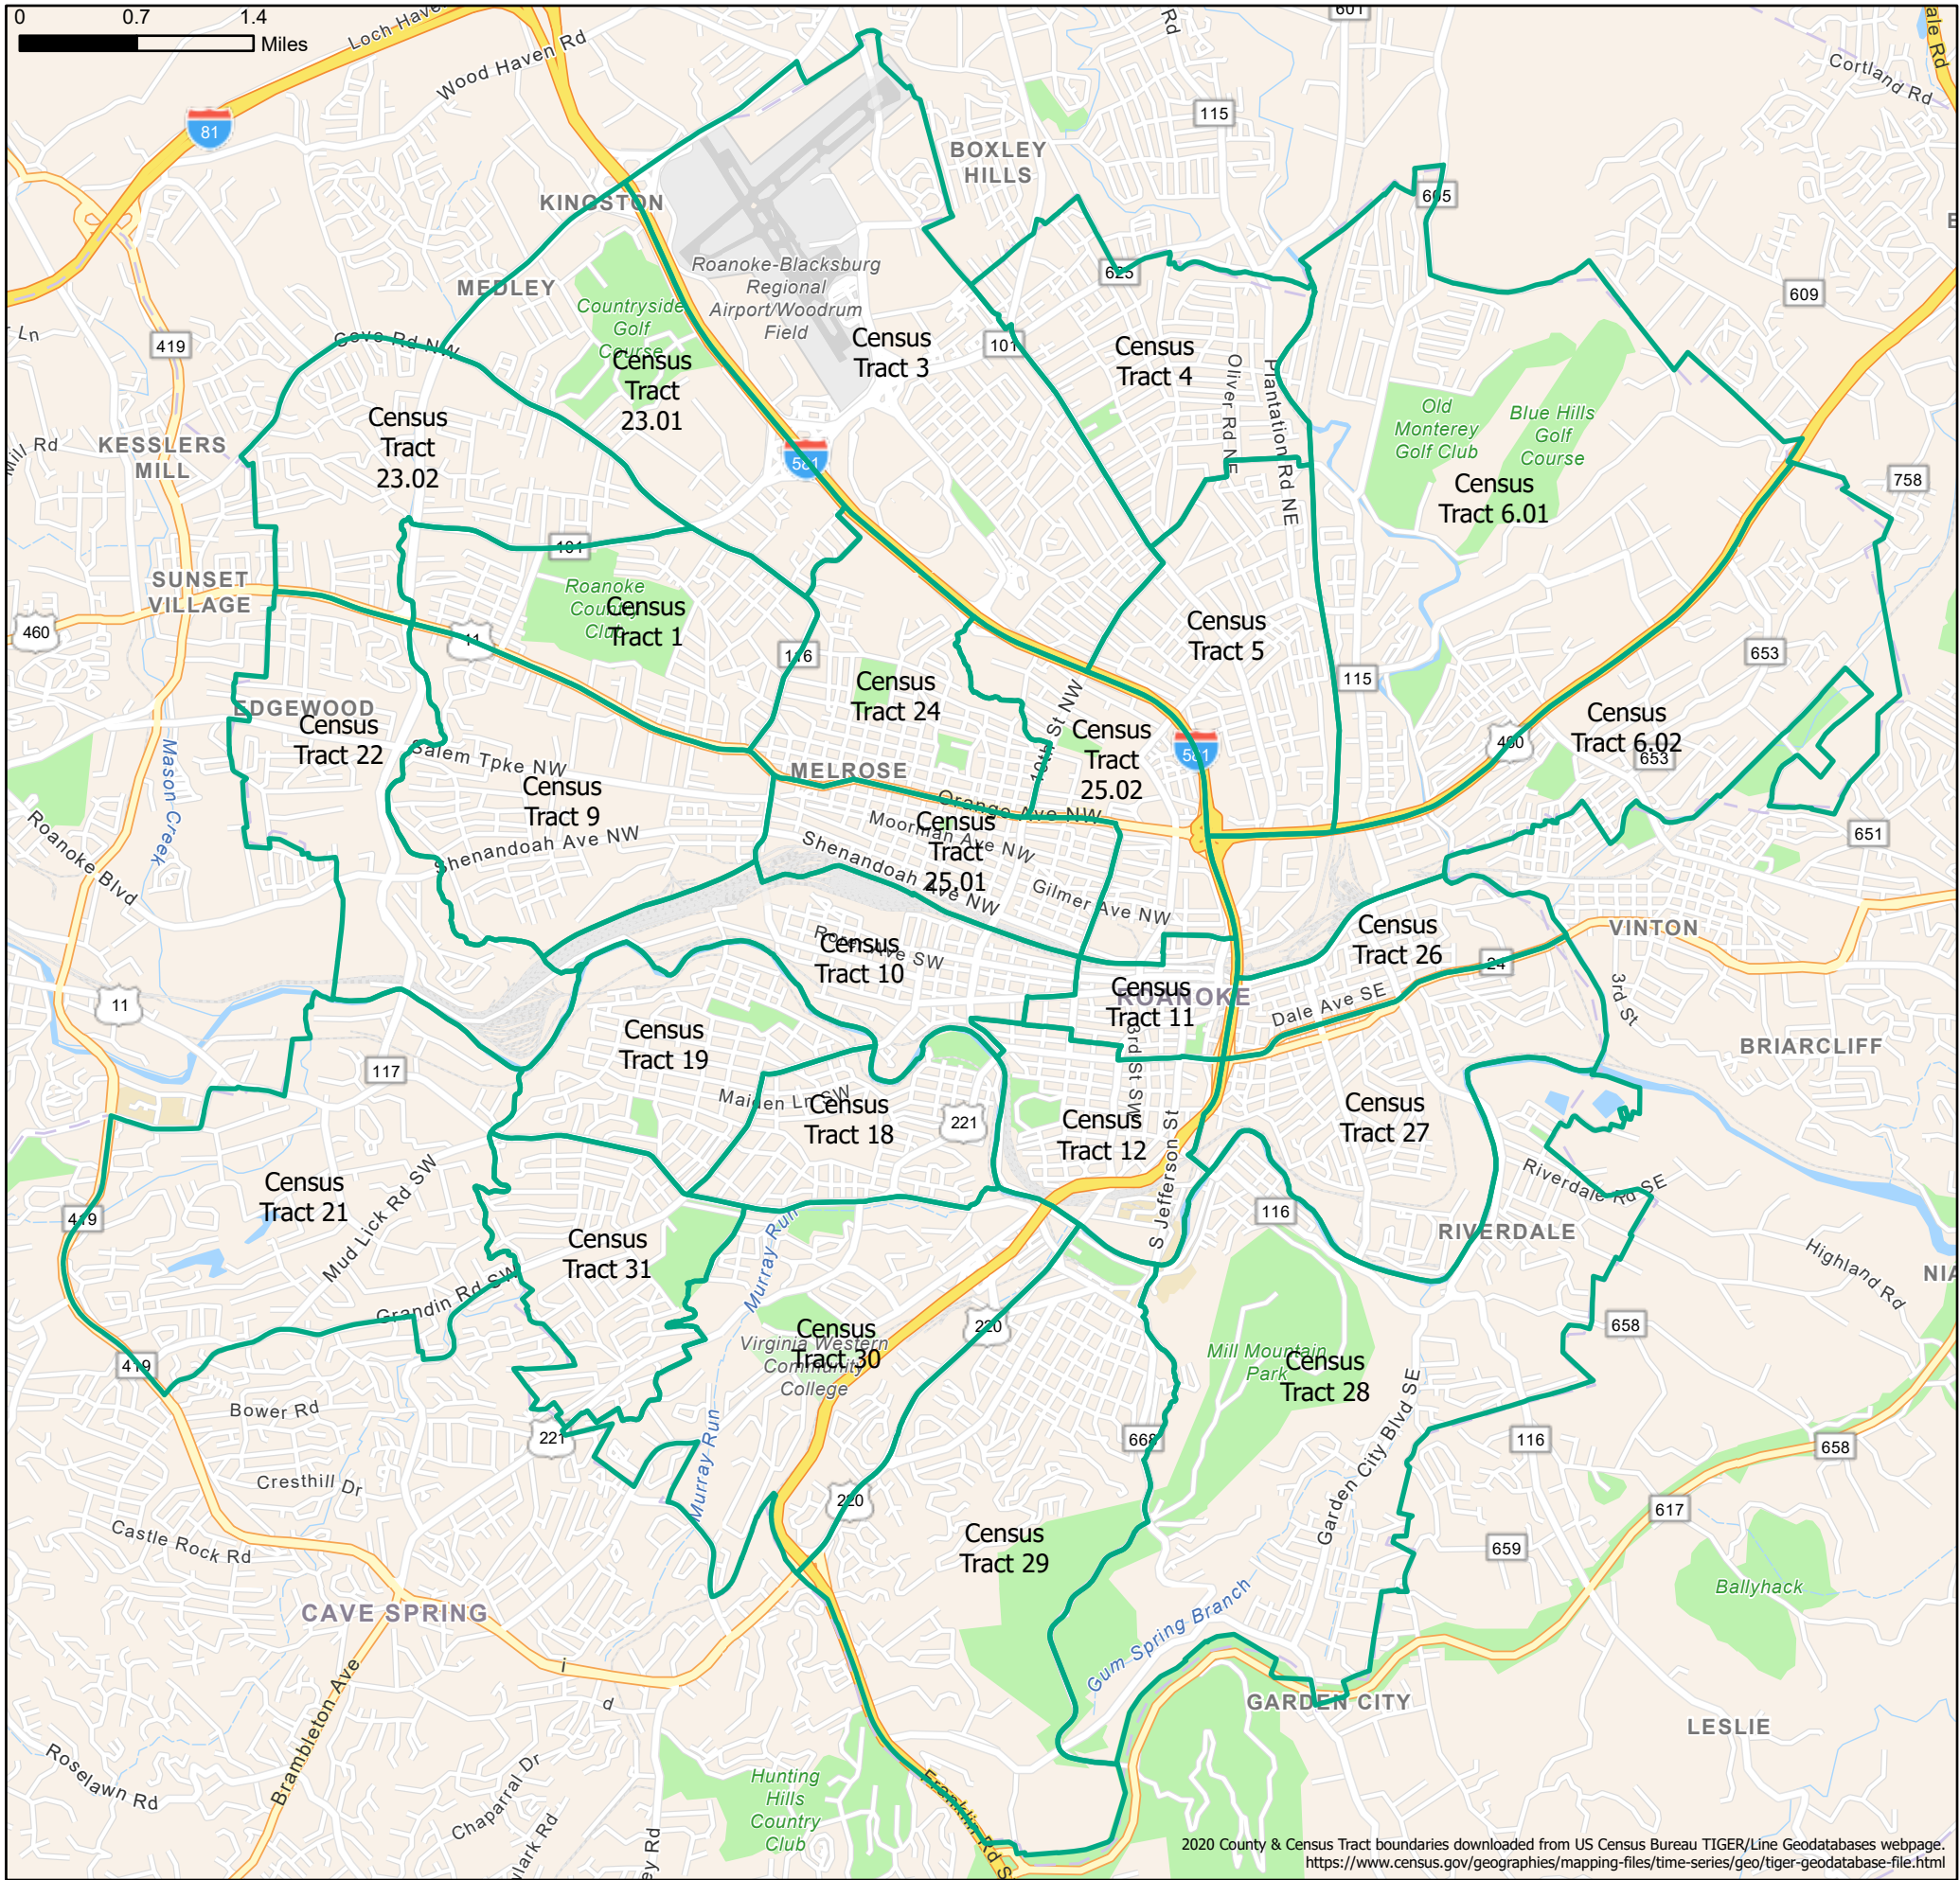 0 0.7 1.4
Miles
Loch Haven
Wood Haven Rd
Rd
601
Cortland Rd
81
115
BOXLEY
HILLS
KINGSTON
605
MEDLEY
Roanoke-Blacksburg
Regional
Airport/Woodrum
Field
625
609
Countryside
Golf
Course
Ln
419
Cove Rd NW
Census
Tract
23.01
Census
Tract 3
101
Census
Tract 4
Oliver Rd NE
Plantation Rd NE
Old
Monterey
Golf Club
Blue Hills
Golf
Course
Census
Tract
23.02
KESSLERS
MILL
Mill Rd
581
Census
Tract 6.01
758
101
SUNSET
VILLAGE
Roanoke
Country
Club
Census
Tract 1
460
11
116
Census
Tract 5
115
653
Census
Tract 24
EDGEWOOD
Census
Tract 22
Mason Creek
Salem Tpke NW
10th St NW
Census
Tract
25.02
581
460
Census
Tract 6.02
653
MELROSE
Census
Tract 9
Orange Ave NW
Moorman Ave NW
Census
Tract
25.01
Shenandoah Ave NW
Shenandoah Ave NW
Gilmer Ave NW
651
Roanoke Blvd
Census
Tract 10
Census
Tract 26
VINTON
24
3rd St
11
Census
Tract 11
ROANOKE
Dale Ave SE
Census
Tract 19
BRIARCLIFF
117
Maiden Ln SW
Census
Tract 18
221
3rd St SW
Census
Tract 12
Census
Tract 27
S Jefferson St
Mud Lick Rd SW
Census
Tract 21
419
Riverdale Rd SE
116
RIVERDALE
Census
Tract 31
Murray Run
Highland Rd
Grandin Rd SW
419
220
658
Virginia Western
Community
College
Census
Tract 30
Mill Mountain
Park
Census
Tract 28
Bower Rd
221
668
Garden City Blvd SE
116
658
Cresthill Dr
Murray Run
220
617
Castle Rock Rd
Census
Tract 29
659
Ballyhack
CAVE SPRING
Gum Spring Branch
Brambleton Ave
GARDEN CITY
LESLIE
Roselawn Rd
Chaparral Dr
Hunting
Hills
Country
Club
Franklin Rd S
2020 County & Census Tract boundaries downloaded from US Census Bureau TIGER/Line Geodatabases webpage.
https://www.census.gov/geographies/mapping-files/time-series/geo/tiger-geodatabase-file.html